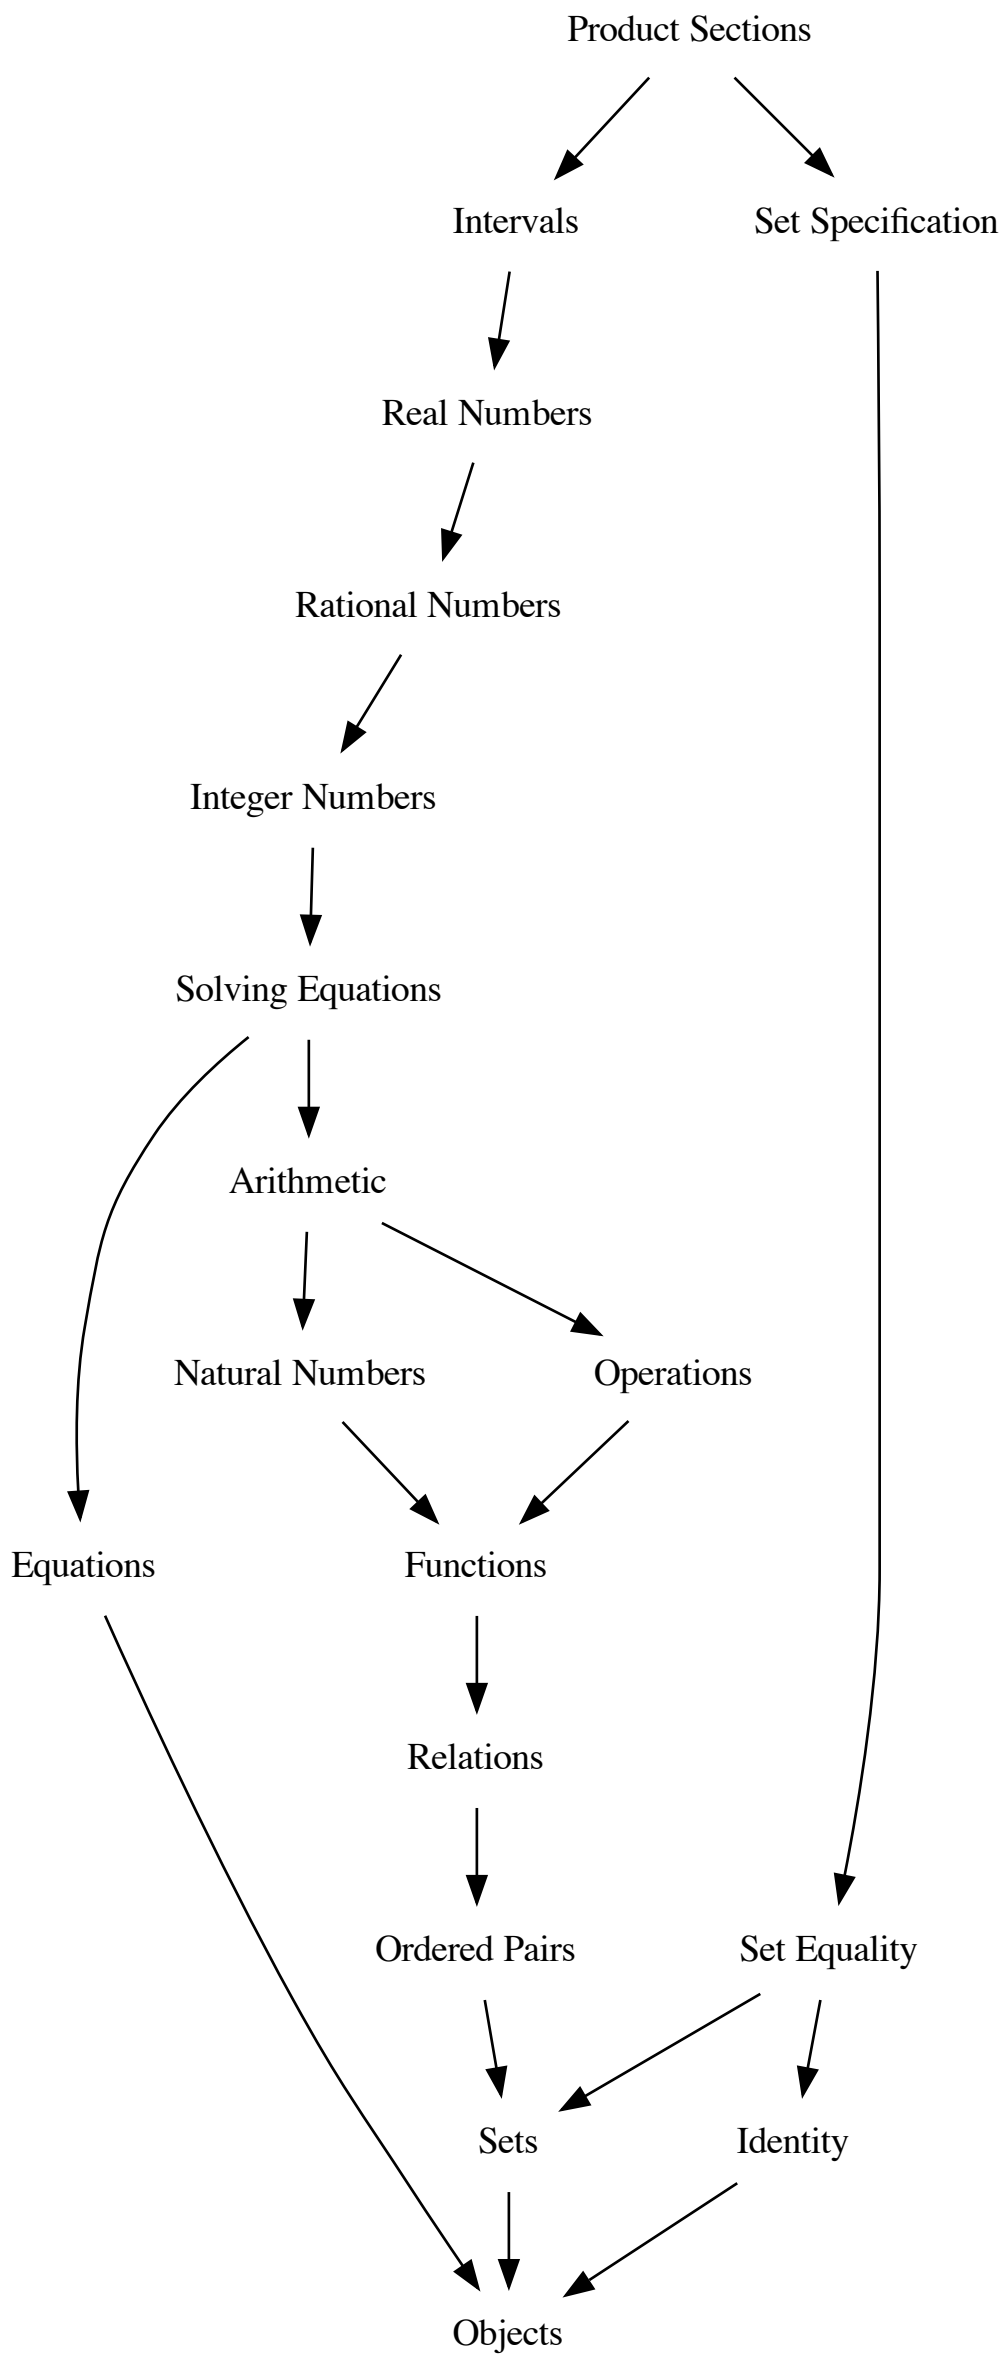 Product Sections
Intervals
Set Specification
Real Numbers
Rational Numbers
Integer Numbers
Solving Equations
Arithmetic
Natural Numbers
Operations
Equations
Functions
Relations
Ordered Pairs
Set Equality
Sets
Identity
Objects